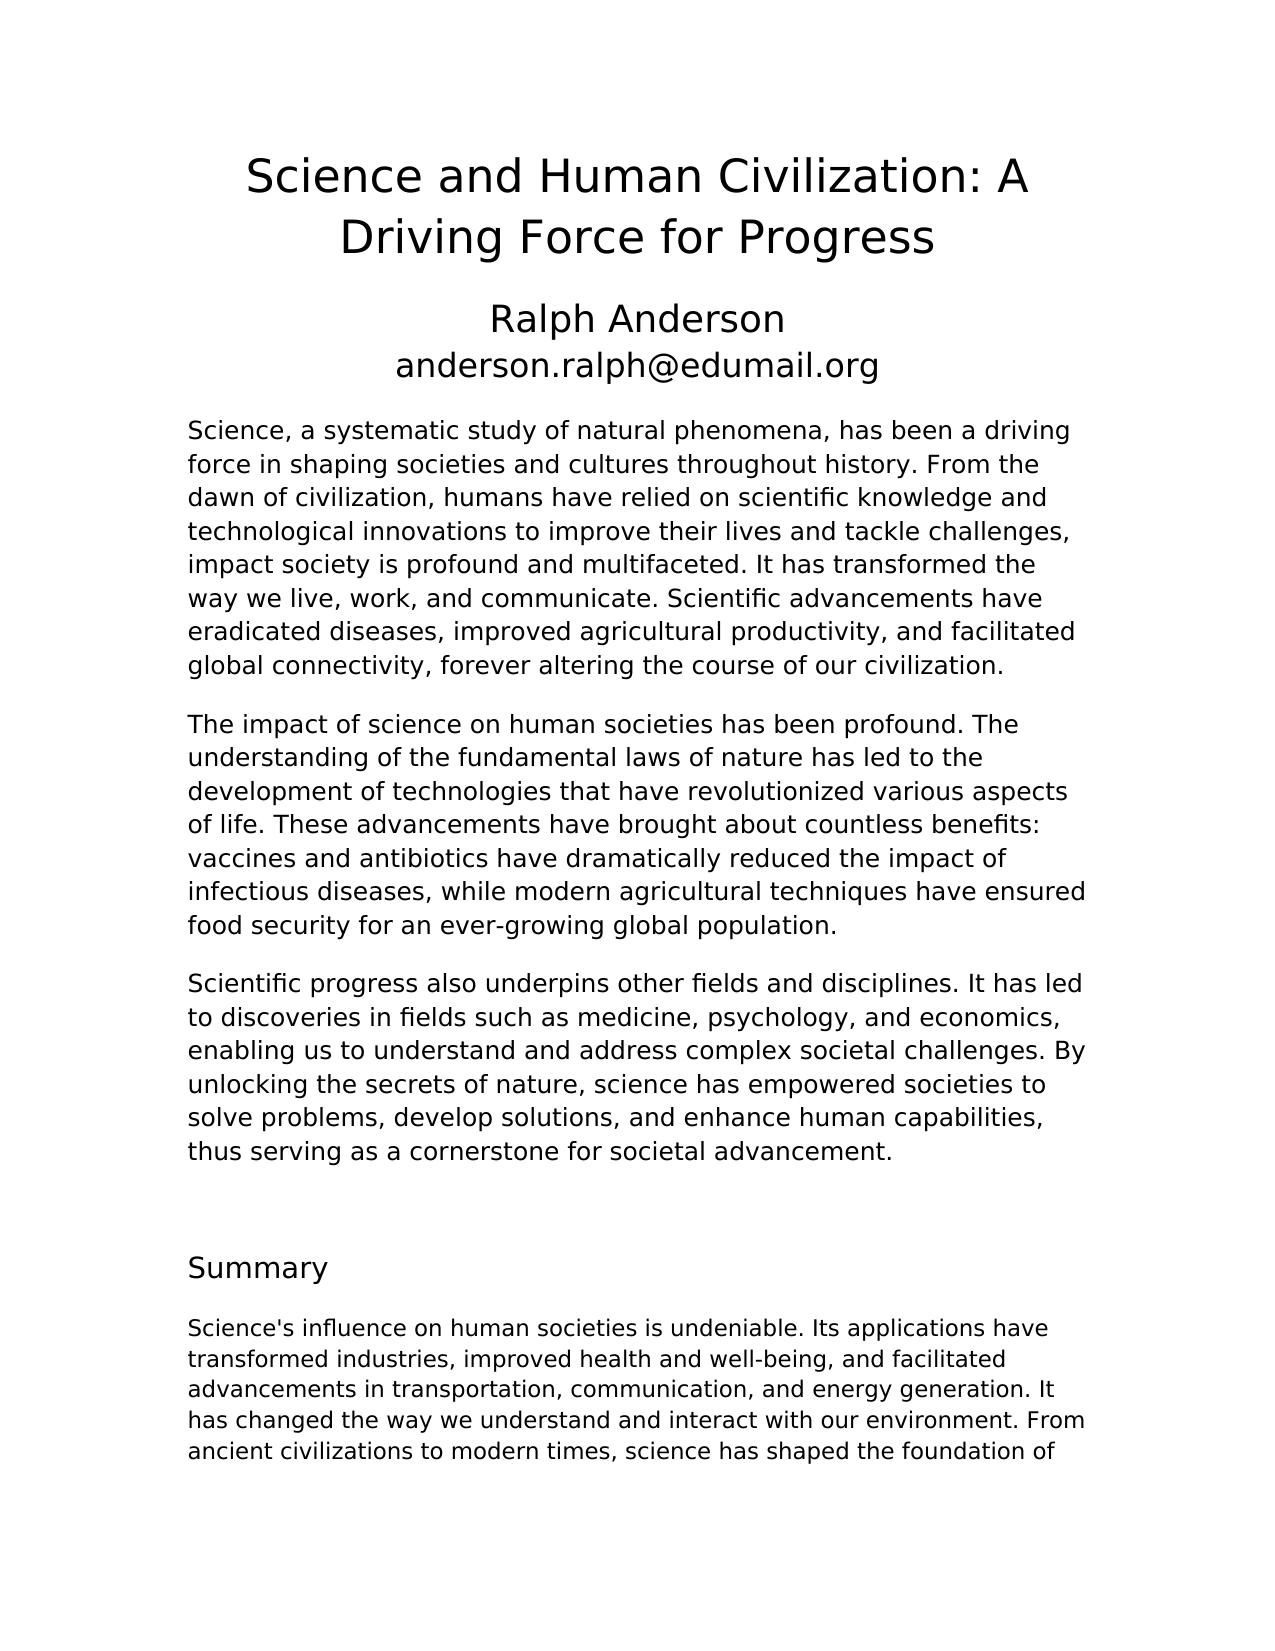 Science and Human Civilization: A
Driving Force for Progress
Ralph Anderson
anderson.ralph@edumail.org
Science, a systematic study of natural phenomena, has been a driving
force in shaping societies and cultures throughout history. From the
dawn of civilization, humans have relied on scientific knowledge and
technological innovations to improve their lives and tackle challenges,
impact society is profound and multifaceted. It has transformed the
way we live, work, and communicate. Scientific advancements have
eradicated diseases, improved agricultural productivity, and facilitated
global connectivity, forever altering the course of our civilization.
The impact of science on human societies has been profound. The
understanding of the fundamental laws of nature has led to the
development of technologies that have revolutionized various aspects
of life. These advancements have brought about countless benefits:
vaccines and antibiotics have dramatically reduced the impact of
infectious diseases, while modern agricultural techniques have ensured
food security for an ever-growing global population.
Scientific progress also underpins other fields and disciplines. It has led
to discoveries in fields such as medicine, psychology, and economics,
enabling us to understand and address complex societal challenges. By
unlocking the secrets of nature, science has empowered societies to
solve problems, develop solutions, and enhance human capabilities,
thus serving as a cornerstone for societal advancement.
Summary
Science's influence on human societies is undeniable. Its applications have
transformed industries, improved health and well-being, and facilitated
advancements in transportation, communication, and energy generation. It
has changed the way we understand and interact with our environment. From
ancient civilizations to modern times, science has shaped the foundation of